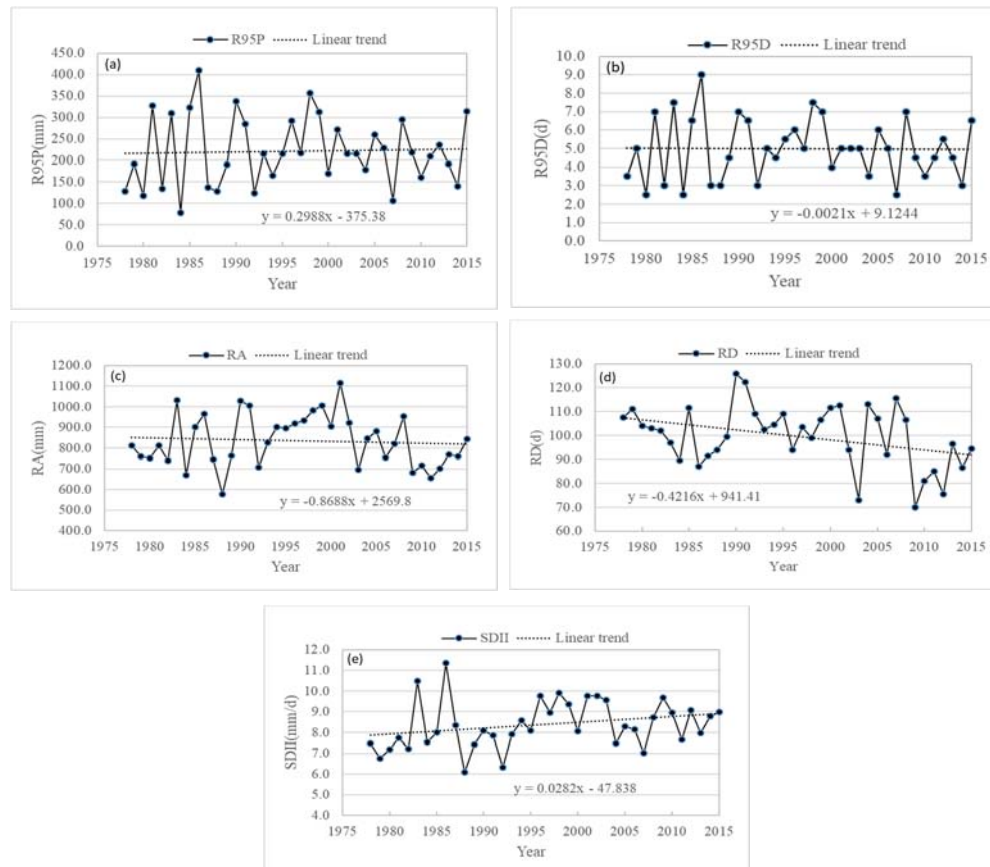 R95P Linear trend
(a)
450.0
400.0
350.0
300.0
250.0
200.0
150.0
100.0
50.0
0.0
R95P(mm)
y = 0.2988x - 375.38
1975 1980 1985 1990 1995 2000 2005 2010 2015
Year
R95D Linear trend
(b)
10.0
9.0
8.0
7.0
6.0
5.0
4.0
3.0
2.0
1.0
0.0
R95D(d)
y = -0.0021x + 9.1244
1975 1980 1985 1990 1995 2000 2005 2010 2015
Year
RA Linear trend
(c)
1200.0
1100.0
1000.0
900.0
800.0
700.0
600.0
500.0
400.0
RA(mm)
y = -0.8688x + 2569.8
1975 1980 1985 1990 1995 2000 2005 2010 2015
Year
RD Linear trend
(d)
130.0
120.0
110.0
100.0
90.0
80.0
70.0
60.0
RD(d)
y = -0.4216x + 941.41
1975 1980 1985 1990 1995 2000 2005 2010 2015
Year
SDII Linear trend
(e)
12.0
11.0
10.0
9.0
8.0
7.0
6.0
5.0
4.0
SDII(mm/d)
y = 0.0282x - 47.838
1975 1980 1985 1990 1995 2000 2005 2010 2015
Year